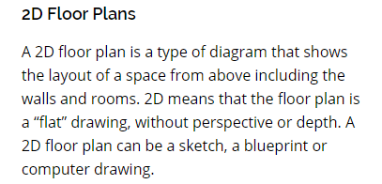 2D Floor Plans
A 2D floor plan is a type of diagram that shows
the layout of a space from above including the
walls and rooms. 2D means that the floor plan is
a “flat” drawing, without perspective or depth. A
2D floor plan can be a sketch, a blueprint or
computer drawing.